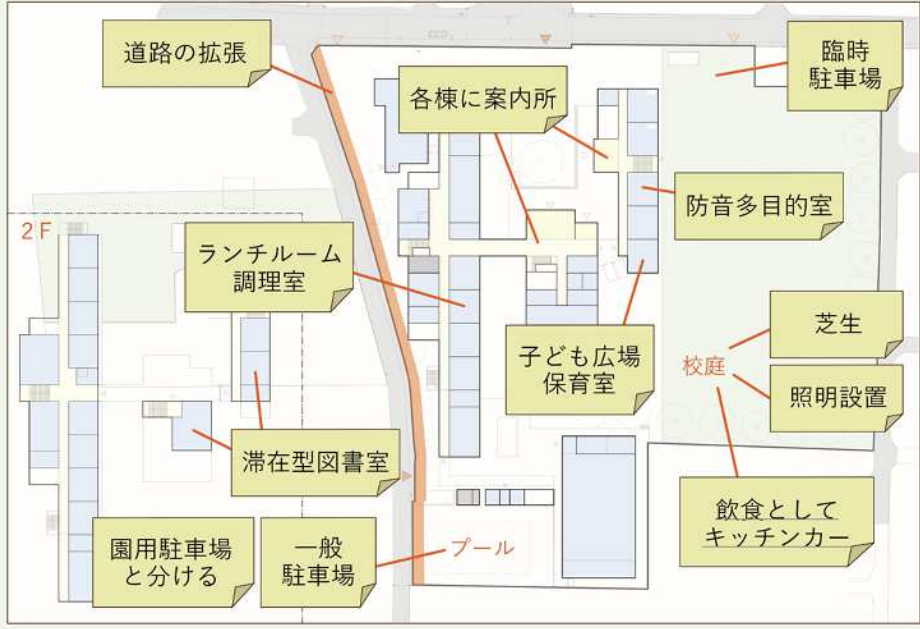 道路の拡張
各棟に案内所
臨時
駐車場
防音多目的室
2F
ランチルーム
調理室
子ども広場
保育室
校庭
芝生
照明設置
滞在型図書室
飲食として
キッチンカー
園用駐車場
と分ける
一般
駐車場
プール